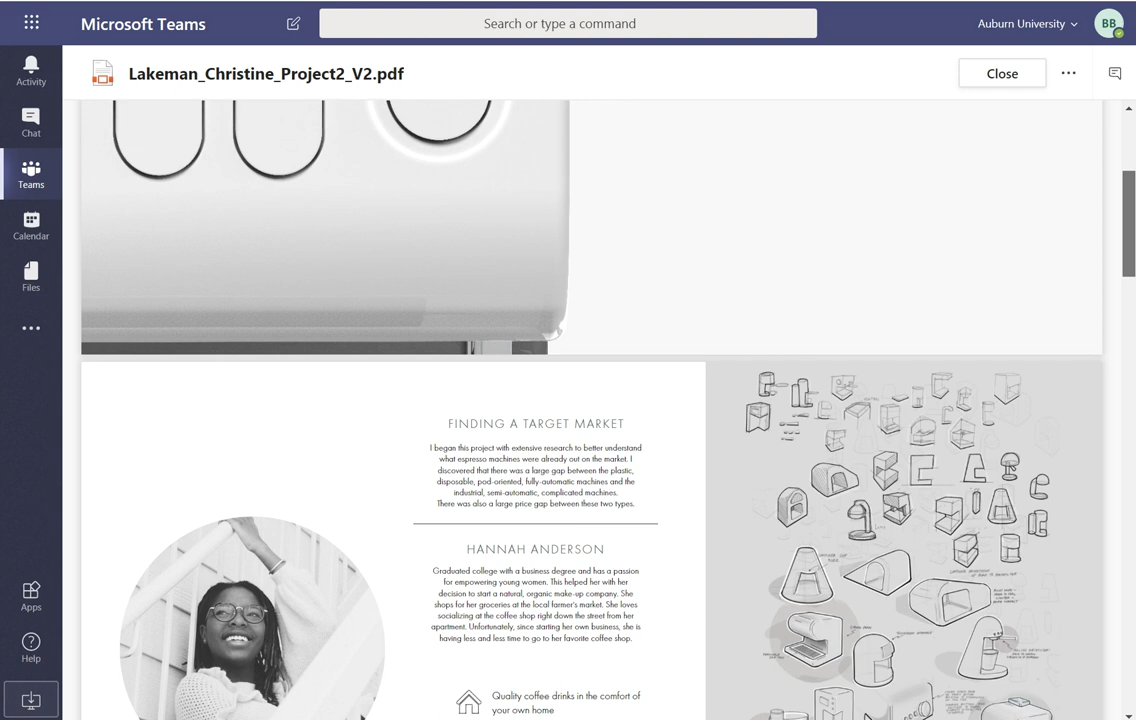 Microsoft Teams
Search or type a command
Auburn University
BB
Activity
Chat
Teams
Calendar
Files
Apps
Help
Lakeman_Christine_Project2_V2.pdf
Close
FINDING A TARGET MARKET
I began this project with extensive research to better understand
what espresso machines were already out on the market. I
discovered that there was a large gap between the plastic,
disposable, pod-oriented, fully-automatic machines and the
industrial, semi-automatic, complicated machines.
There was also a large price gap between these two types.
HANNAH ANDERSON
Graduated college with a business degree and has a passion
for empowering young women. This helped her with her
decision to start a natural, organic make-up company. She
shops for her groceries at the local farmer's market. She loves
socializing at the coffee shop right down the street from her
apartment. Unfortunately, since starting her own business, she is
having less and less time to go to her favorite coffee shop.
Quality coffee drinks in the comfort of
your own home